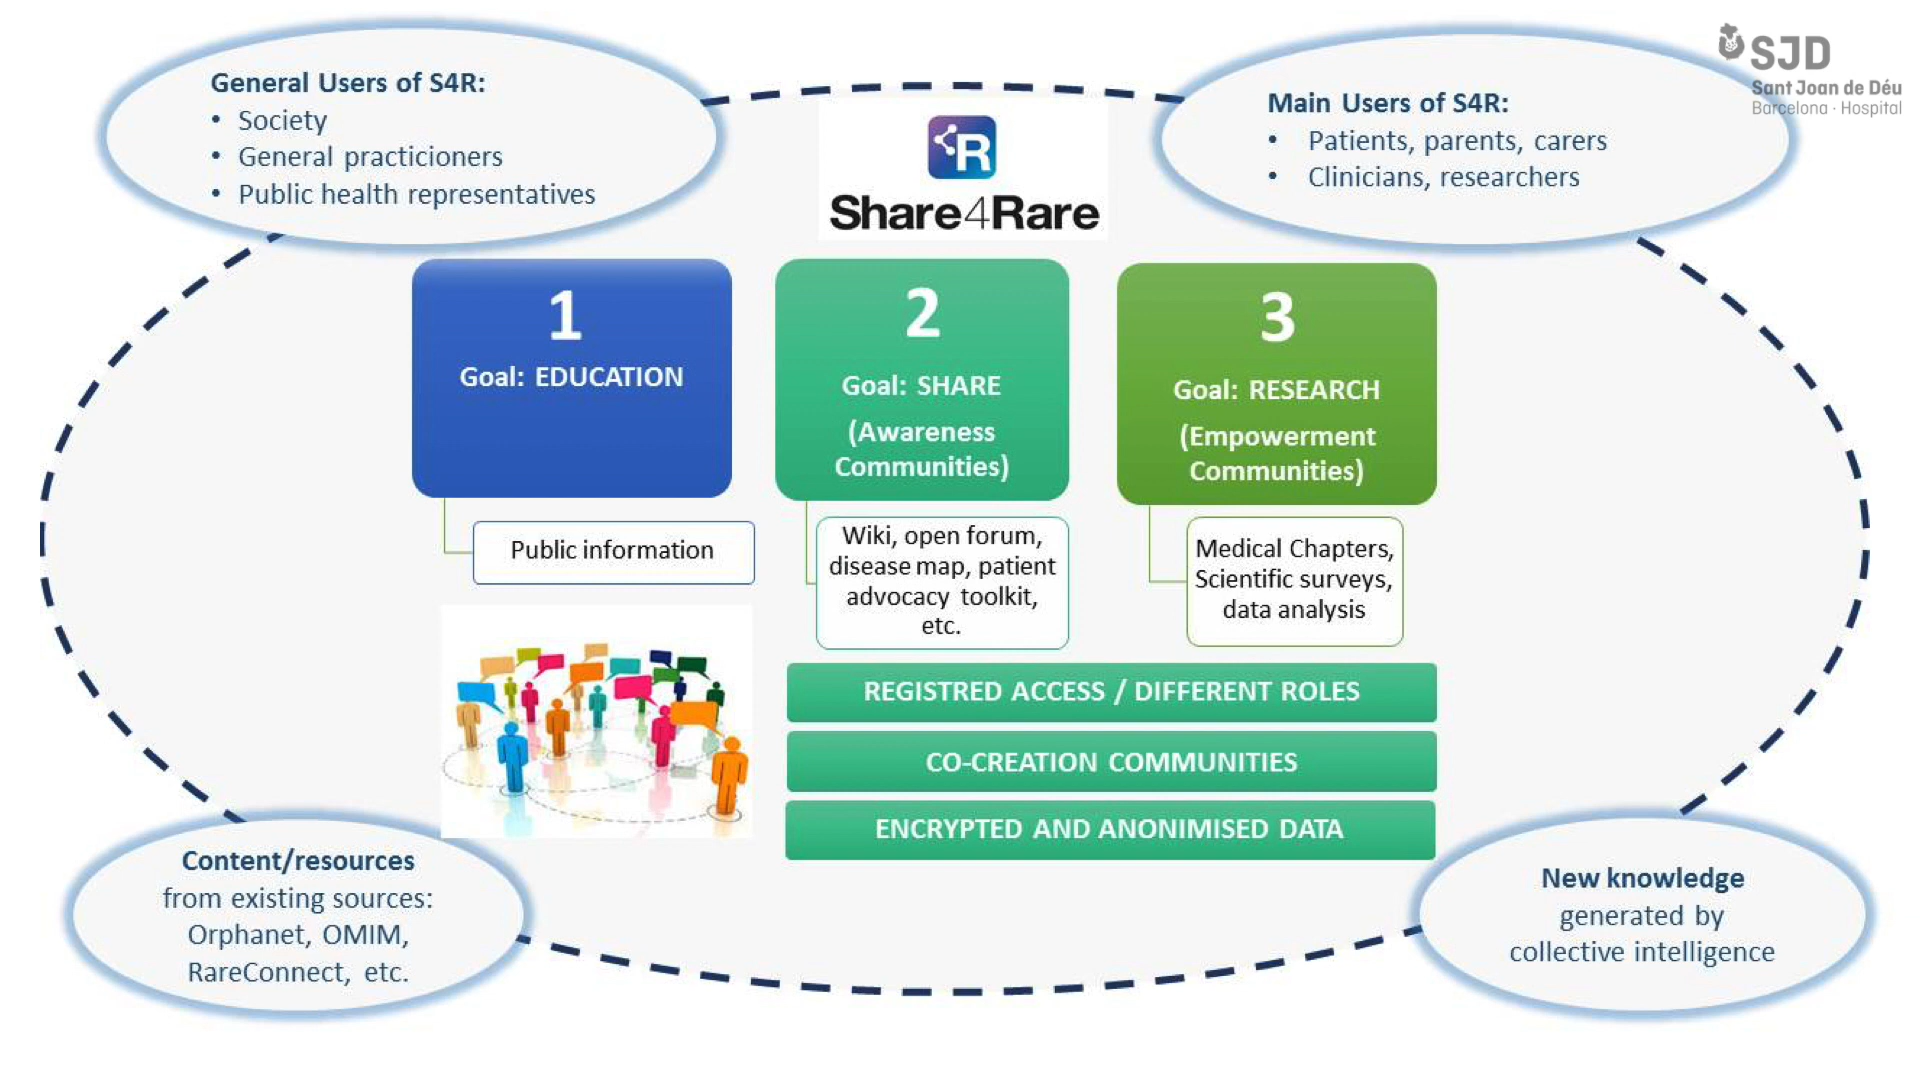 General Users of S4R:
• Society
• General practicioners
• Public health representatives
R
Share4Rare
Main Users of S4R:
• Patients, parents, carers
• Clinicians, researchers
SJD
Sant Joan de Déu
Barcelona · Hospital
1
Goal: EDUCATION
Public information
2
Goal: SHARE
(Awareness
Communities)
Wiki, open forum,
disease map, patient
advocacy toolkit,
etc.
3
Goal: RESEARCH
(Empowerment
Communities)
Medical Chapters,
Scientific surveys,
data analysis
REGISTRED ACCESS / DIFFERENT ROLES
CO-CREATION COMMUNITIES
ENCRYPTED AND ANONIMISED DATA
Content/resources
from existing sources:
Orphanet, OMIM,
RareConnect, etc.
New knowledge
generated by
collective intelligence